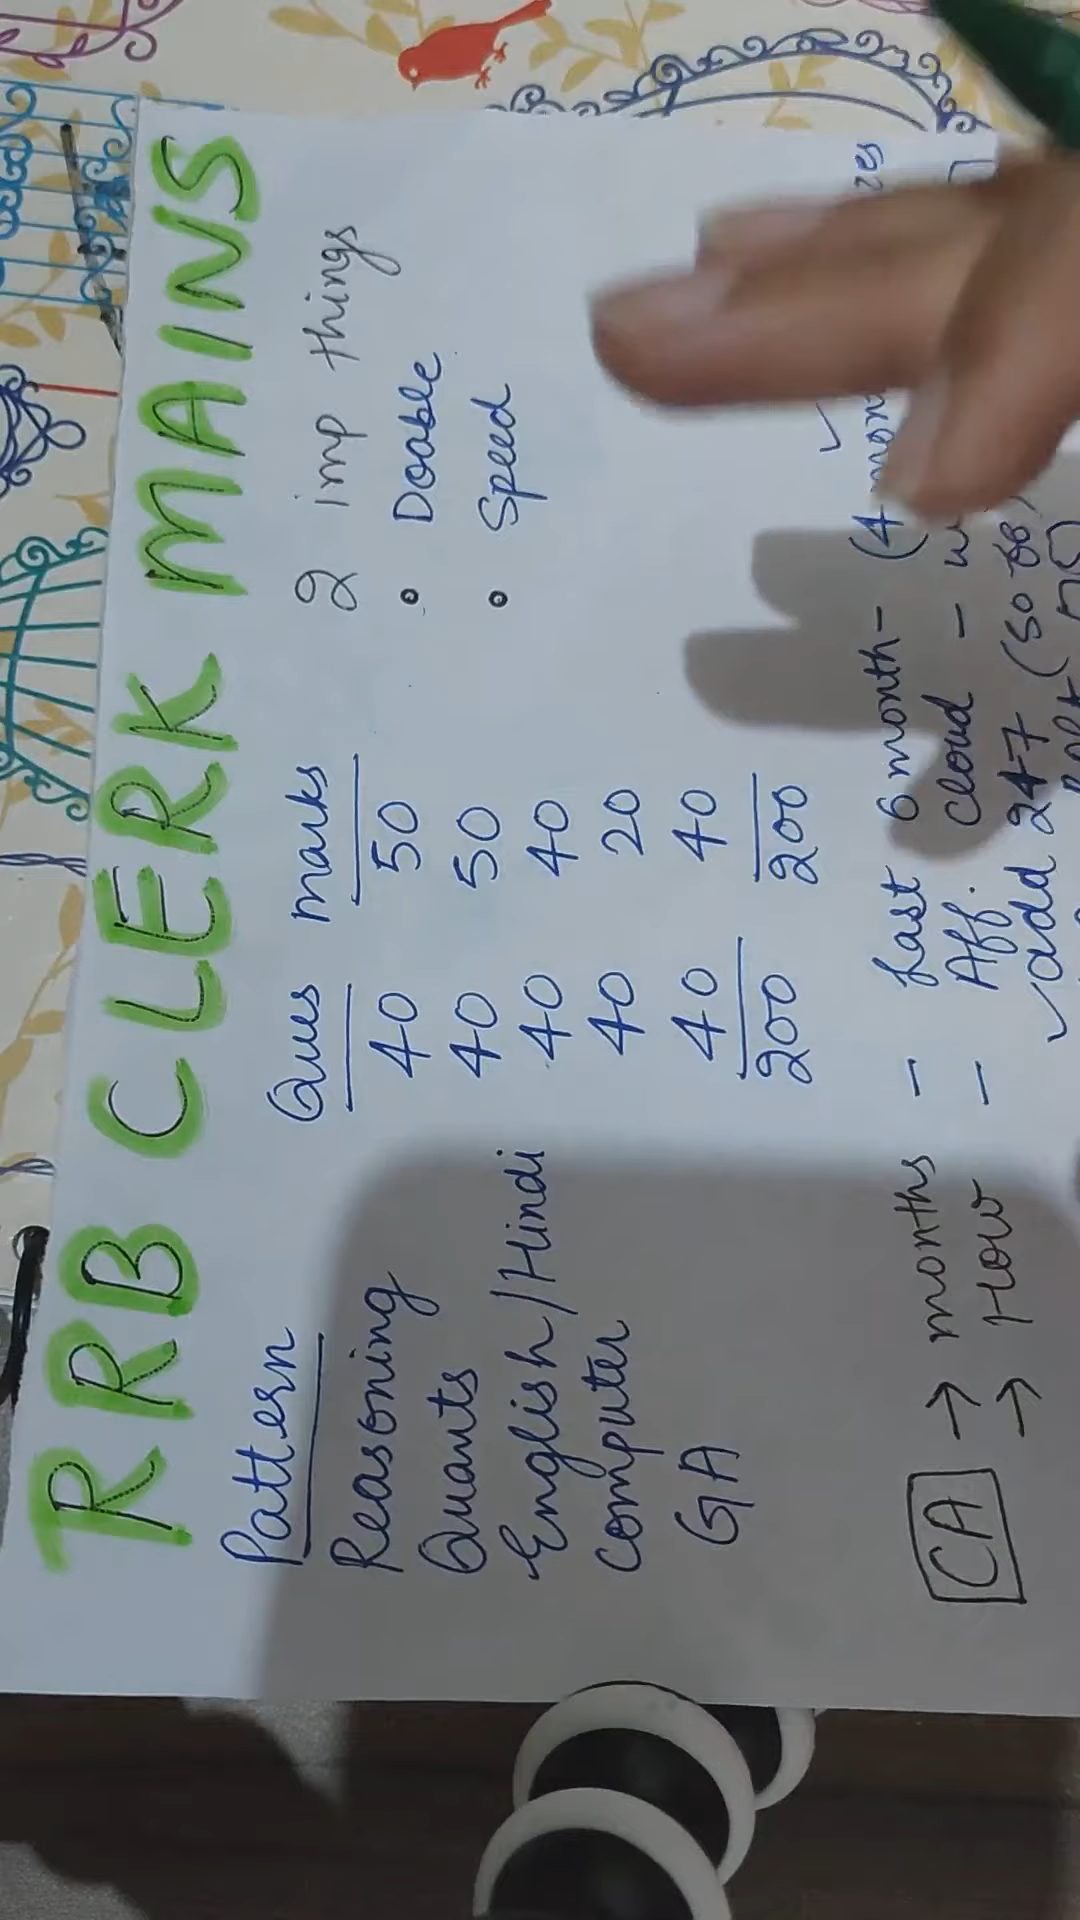 RRB CLERK MAINS
Pattern Ques marks 2 imp things
Reasoning 40 50 • Doable
Quants 40 50 • Speed
English/Hindi 40 40
Computer 40 20
GA 40 40
200 200
CA → months - Last 6 month- (4
→ How - Aff. cloud -
✓ add 247 (50